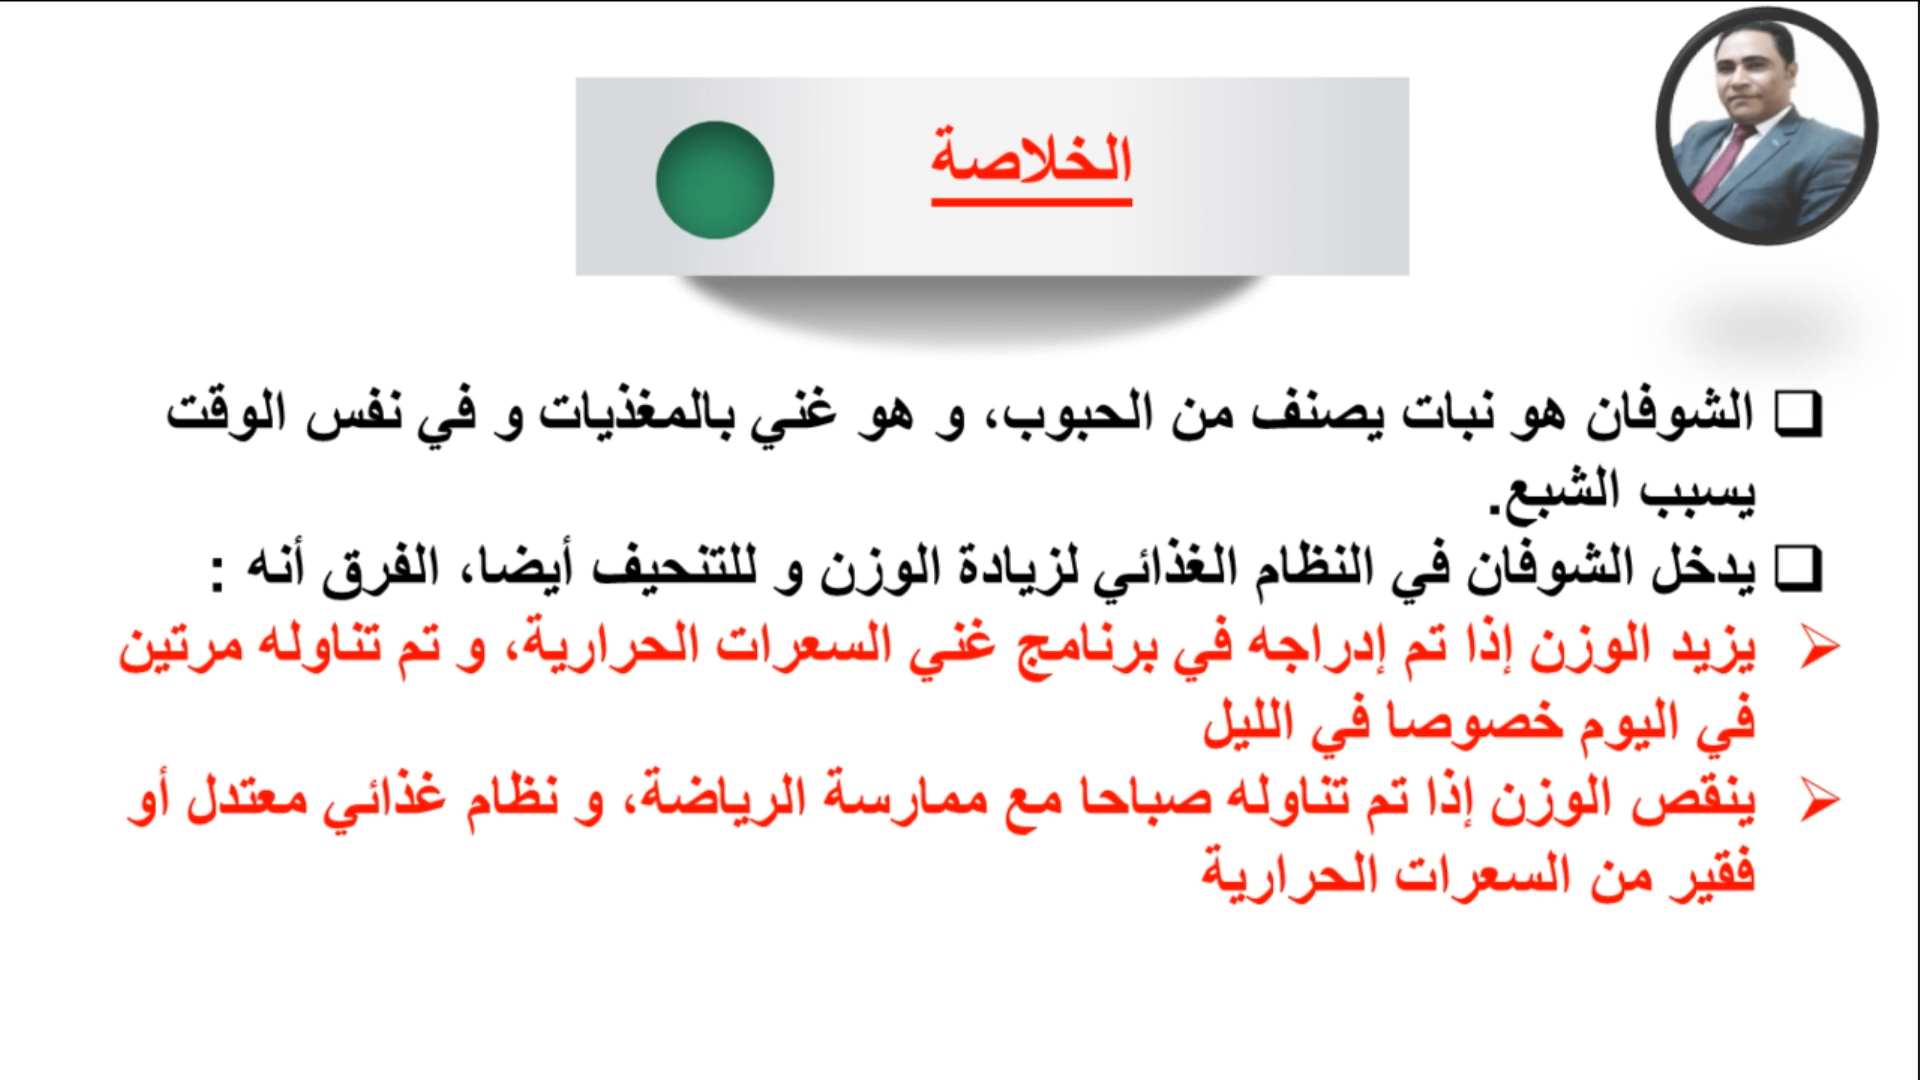 الخلاصة
الشوفان هو نبات يصنف من الحبوب، و هو غني بالمغذيات و في نفس الوقت
يسبب الشبع.
يدخل الشوفان في النظام الغذائي لزيادة الوزن و للتنحيف أيضا، الفرق أنه :
يزيد الوزن إذا تم إدراجه في برنامج غني السعرات الحرارية، و تم تناوله مرتين
في اليوم خصوصا في الليل
ينقص الوزن إذا تم تناوله صباحا مع ممارسة الرياضة، و نظام غذائي معتدل أو
فقير من السعرات الحرارية